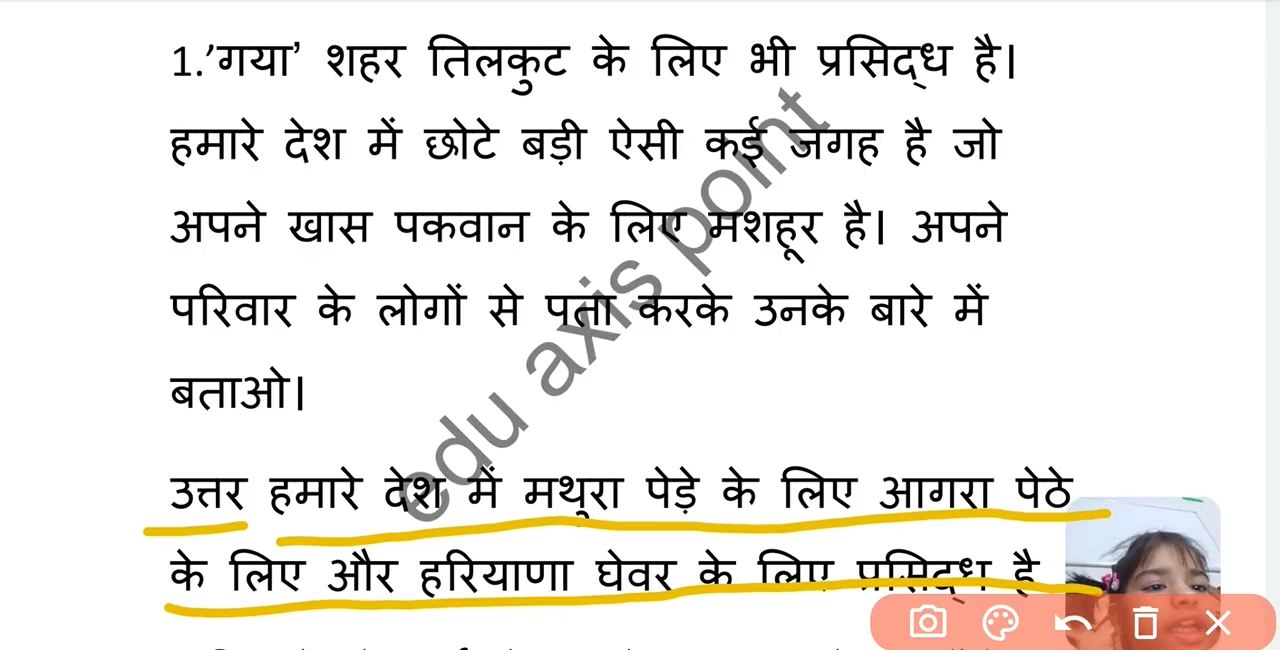 1.’गया’ शहर तिलकुट के लिए भी प्रसिद्ध है।
हमारे देश में छोटे बड़ी ऐसी कई जगह है जो
अपने खास पकवान के लिए मशहूर है। अपने
परिवार के लोगों से पता करके उनके बारे में
बताओ।
उत्तर हमारे देश में मथुरा पेड़े के लिए आगरा पेठे
के लिए और हरियाणा घेवर के लिए प्रसिद्ध है
edu axis point